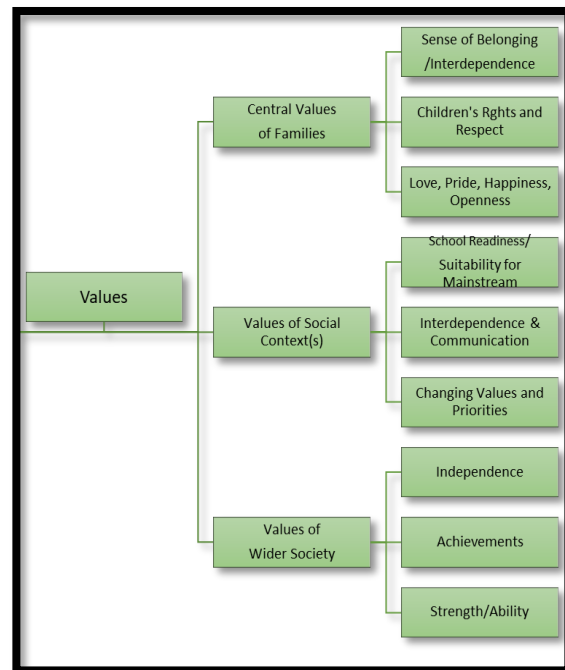 Values
Central Values
of Families
Sense of Belonging
/Interdependence
Children's Rghts and
Respect
Love, Pride, Happiness,
Openness
Values of Social
Context(s)
School Readiness/
Suitability for
Mainstream
Interdependence &
Communication
Changing Values and
Priorities
Values of
Wider Society
Independence
Achievements
Strength/Ability